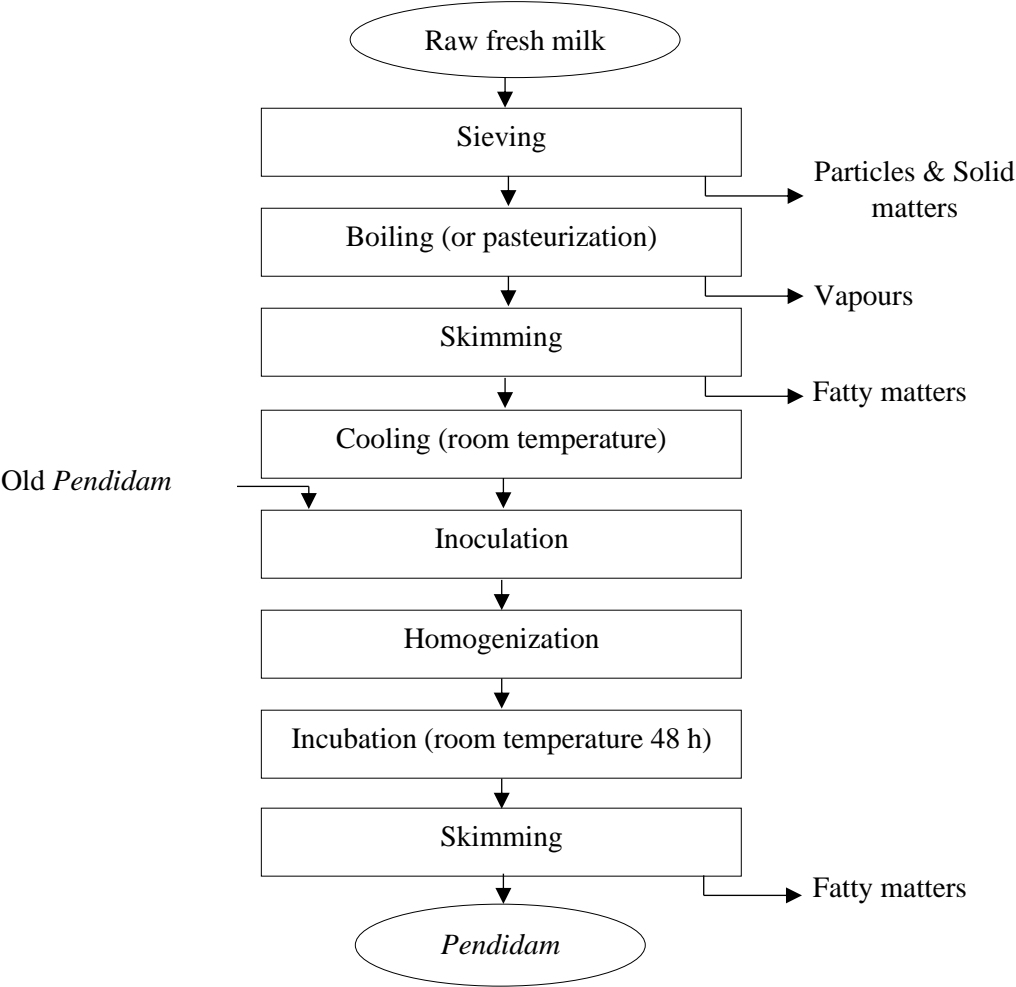 Raw fresh milk
Sieving
Particles & Solid
matters
Boiling (or pasteurization)
Vapours
Skimming
Fatty matters
Cooling (room temperature)
Old Pendidam
Inoculation
Homogenization
Incubation (room temperature 48 h)
Skimming
Fatty matters
Pendidam